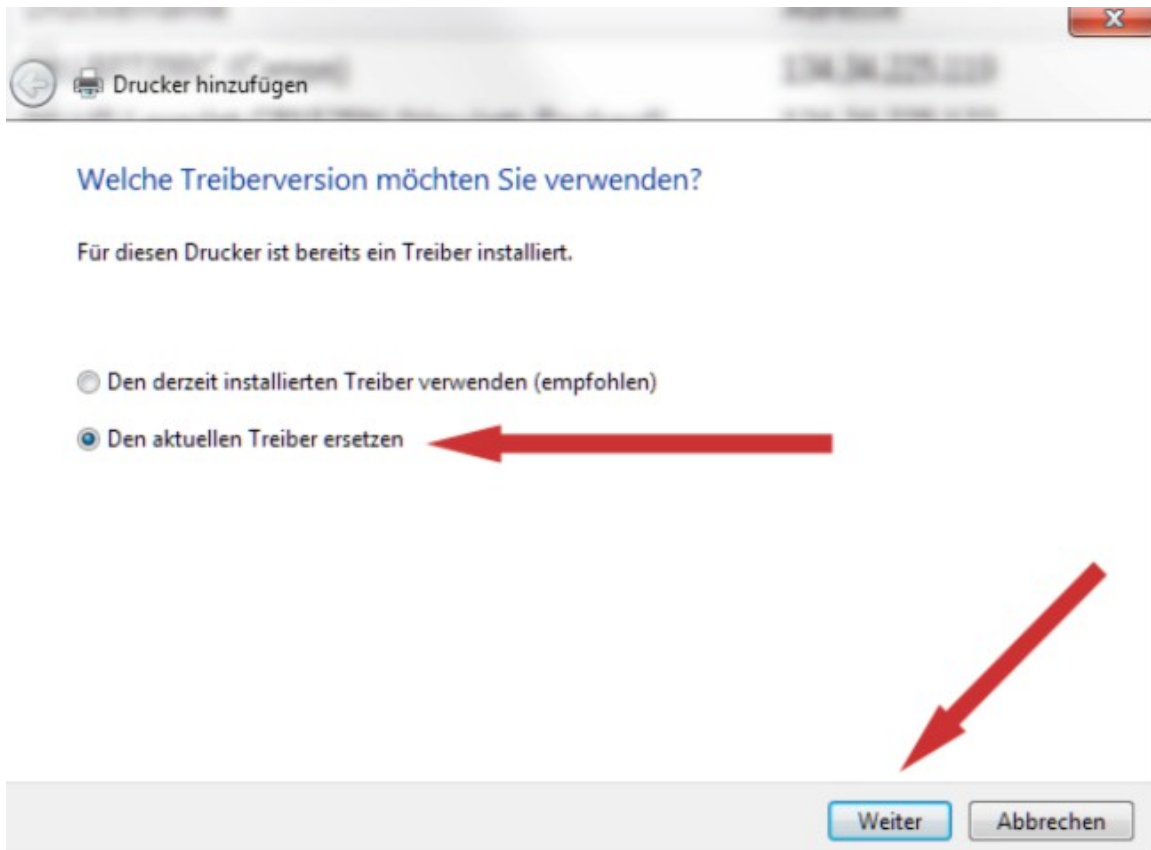 Drucker hinzufügen
Welche Treiberversion möchten Sie verwenden?
Für diesen Drucker ist bereits ein Treiber installiert.
Den derzeit installierten Treiber verwenden (empfohlen)
Den aktuellen Treiber ersetzen
Weiter
Abbrechen